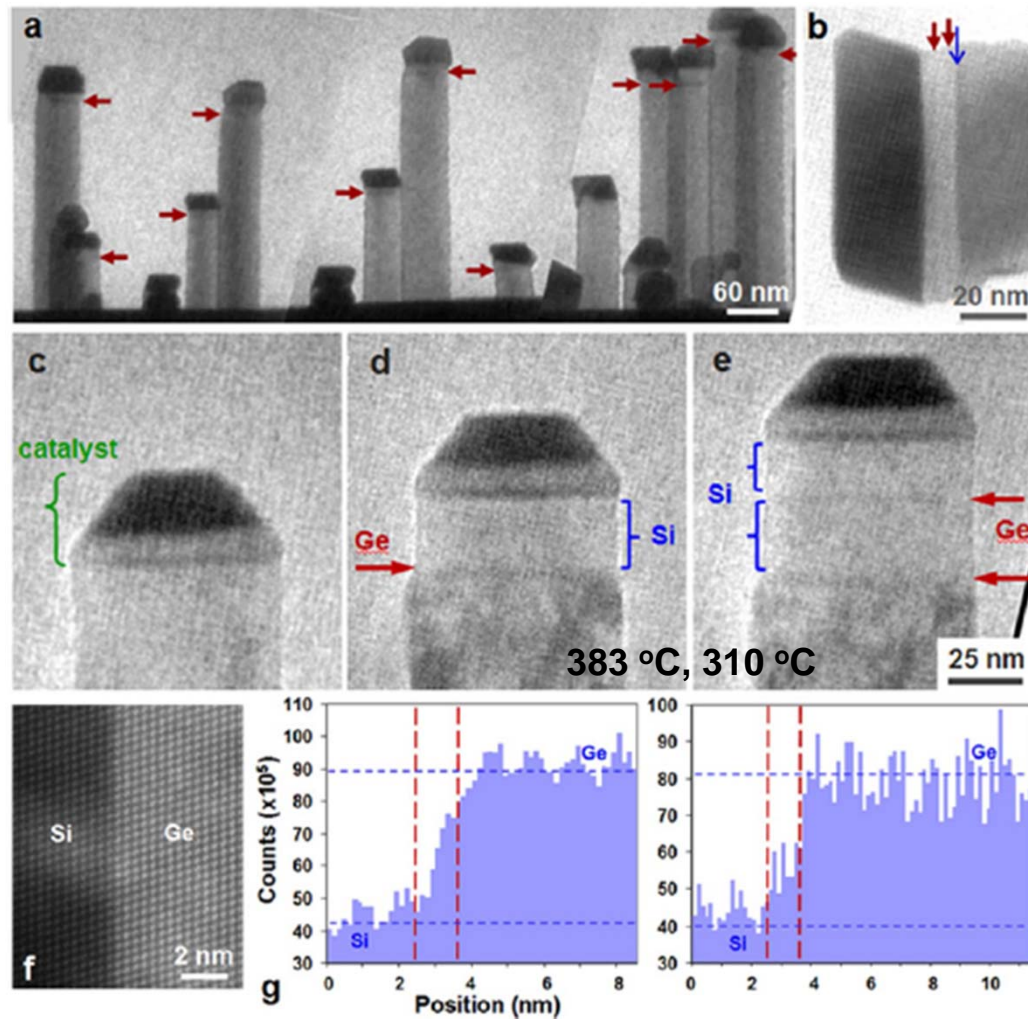 a
60 nm
b
20 nm
c
catalyst
d
Ge
Si
383 °C, 310 °C
e
Si
Ge
25 nm
Si
Ge
2 nm
f
g
Counts (x10⁵)
110
100
90
80
70
60
50
40
30
Ge
Si
0
2
4
6
8
Position (nm)
100
90
80
70
60
50
40
30
Ge
Si
0
2
4
6
8
10